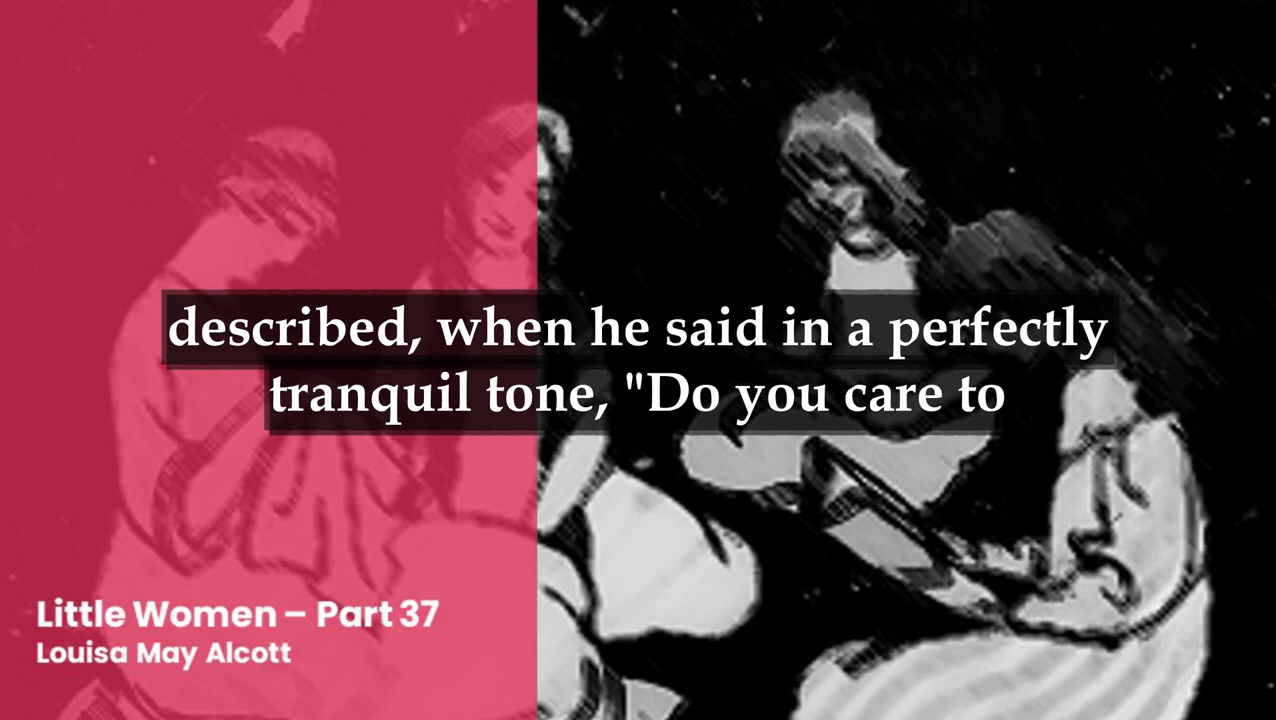 described, when he said in a perfectly
tranquil tone, "Do you care to
Little Women – Part 37
Louisa May Alcott